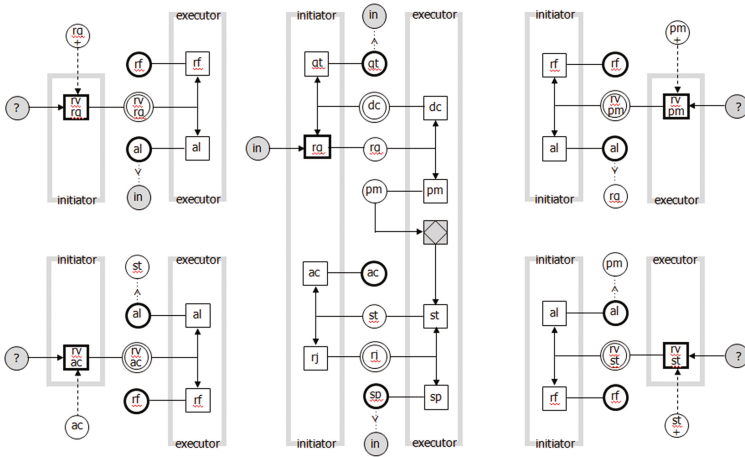 executor
rq
+
rf
rf
?
rv
rq
rv
rq
al
al
in
initiator
executor
initiator
in
executor
qt
qt
dc
dc
in
rq
rq
pm
pm
ac
ac
st
st
rj
rj
sp
sp
initiator
in
executor
initiator
pm
+
rf
rf
rv
pm
rv
pm
?
al
al
rq
initiator
executor
initiator
st
executor
al
al
?
rv
ac
rv
ac
rf
rf
ac
executor
initiator
pm
executor
al
al
rv
st
rv
st
?
rf
rf
st
+
initiator